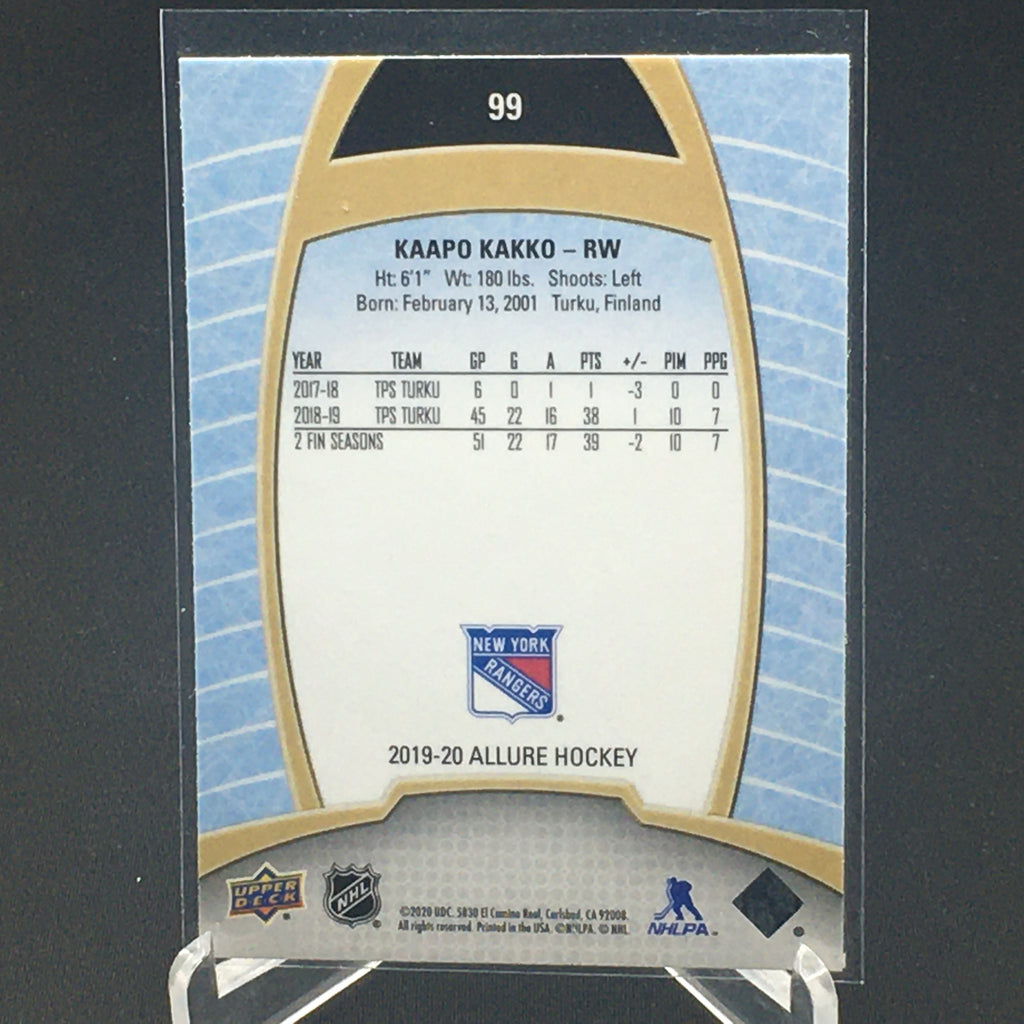 99
KAAPO KAKKO – RW
Ht: 6'1" Wt: 180 lbs. Shoots: Left
Born: February 13, 2001 Turku, Finland
YEAR TEAM GP G A PTS +/- PIM PPG
2017-18 TPS TURKU 6 0 1 1 -3 0 0
2018-19 TPS TURKU 45 22 16 38 1 10 7
2 FIN SEASONS 51 22 17 39 -2 10 7
NEW YORK
RANGERS
2019-20 ALLURE HOCKEY
UPPER
DECK
NHL
©2020 UDC. 5830 El Camino Real, Carlsbad, CA 92008.
All rights reserved. Printed in the USA. ©NHLPA. © NHL.
NHLPA